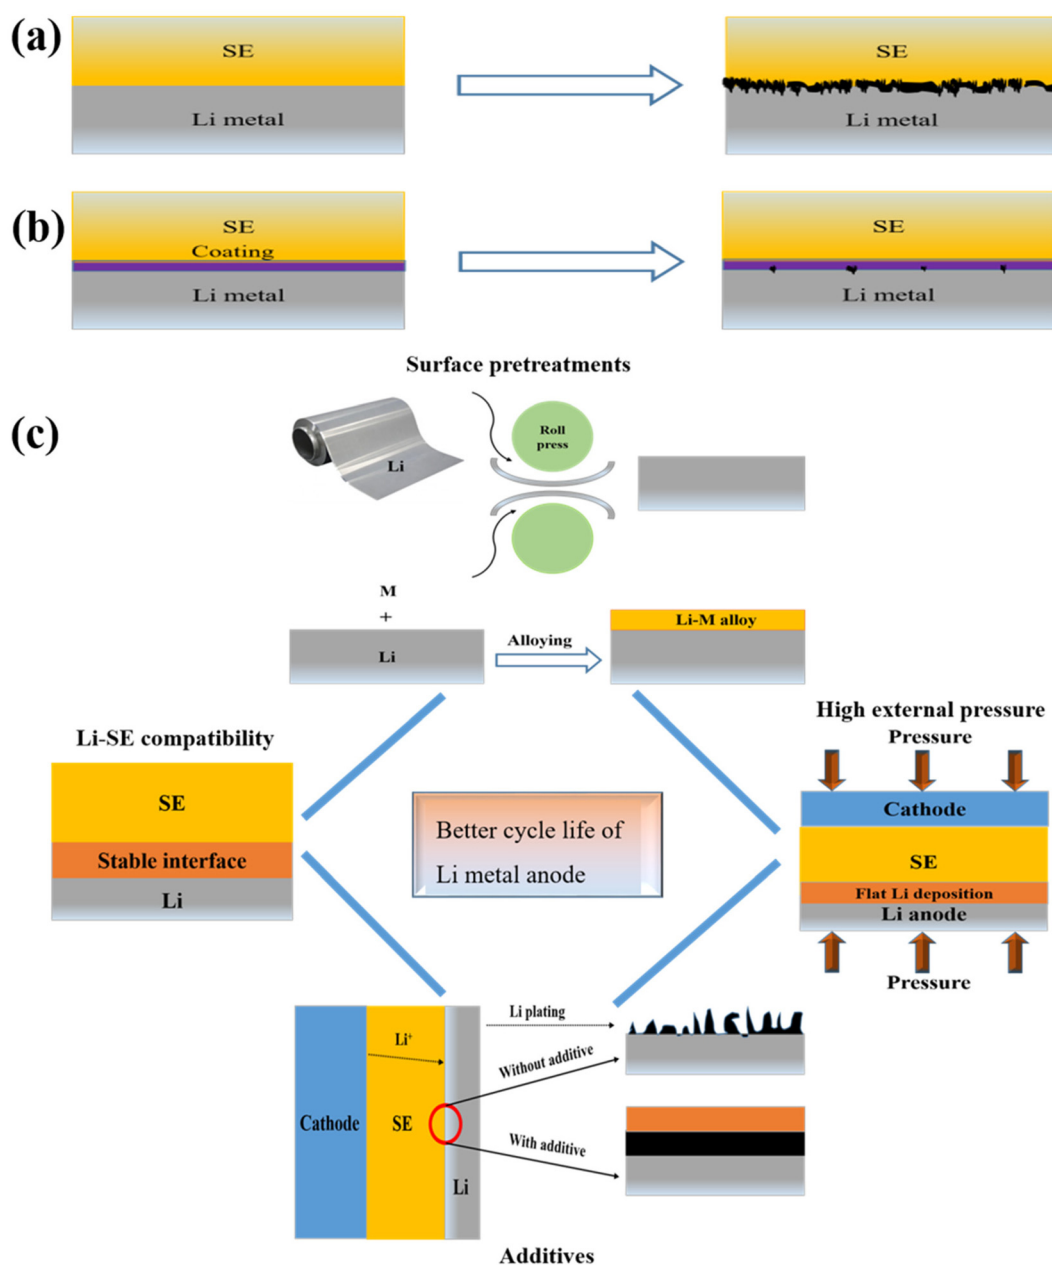 (a)
SE
Li metal
SE
Li metal
(b)
SE
Coating
Li metal
SE
Li metal
(c)
Surface pretreatments
Li
Roll
press
M
+
Li
Alloying
Li-M alloy
Li-SE compatibility
SE
Stable interface
Li
Better cycle life of
Li metal anode
High external pressure
Pressure
Cathode
SE
Flat Li deposition
Li anode
Pressure
Cathode
Li⁺
SE
Li
Li plating
Without additive
With additive
Additives